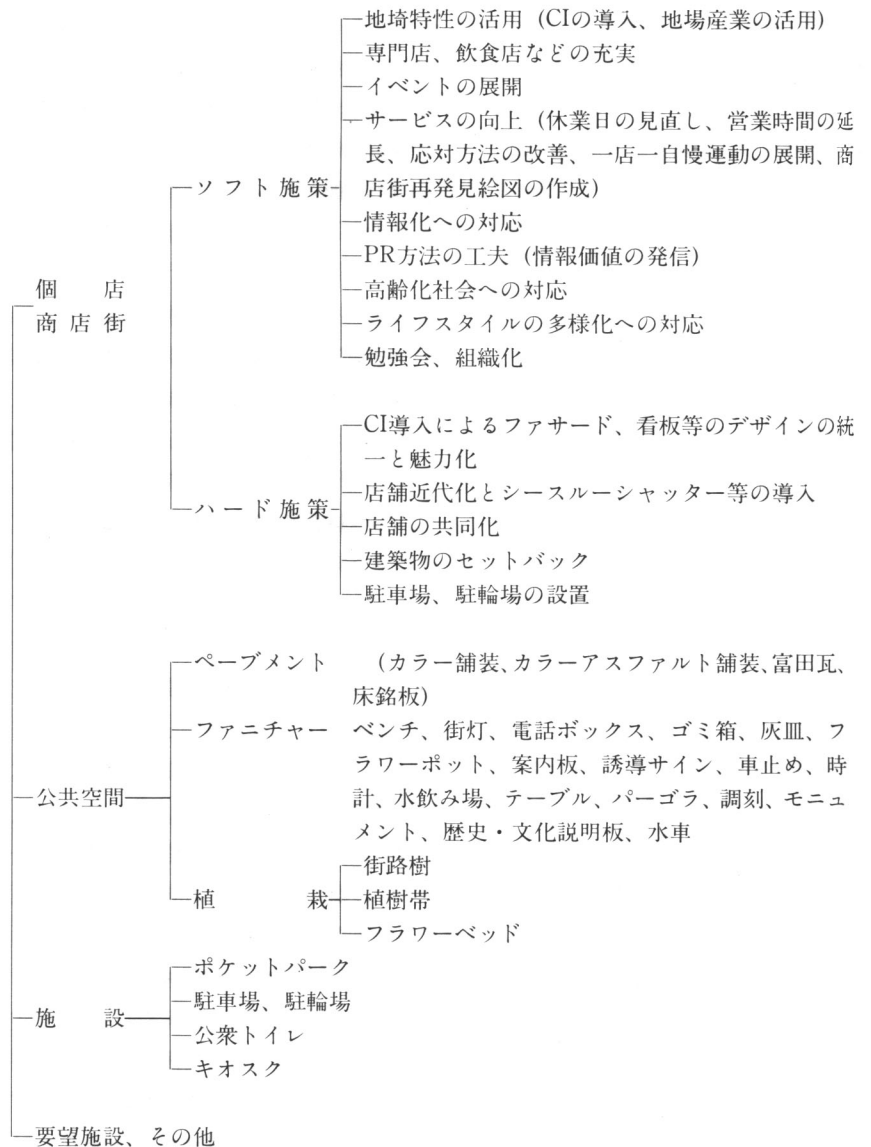 地埼特性の活用（CIの導入、地場産業の活用）
専門店、飲食店などの充実
イベントの展開
サービスの向上（休業日の見直し、営業時間の延
長、応対方法の改善、一店一自慢運動の展開、商
店街再発見絵図の作成）
ソフト施策
情報化への対応
PR方法の工夫（情報価値の発信）
高齢化社会への対応
ライフスタイルの多様化への対応
勉強会、組織化
個店
商店街
CI導入によるファサード、看板等のデザインの統
一と魅力化
店舗近代化とシースルーシャッター等の導入
ハード施策
店舗の共同化
建築物のセットバック
駐車場、駐輪場の設置
ペーブメント （カラー舗装、カラーアスファルト舗装、富田瓦、
床銘板）
ファニチャー ベンチ、街灯、電話ボックス、ゴミ箱、灰皿、フ
ラワーポット、案内板、誘導サイン、車止め、時
計、水飲み場、テーブル、パーゴラ、調刻、モニュ
メント、歴史・文化説明板、水車
公共空間
街路樹
植栽
植樹帯
フラワーベッド
ポケットパーク
駐車場、駐輪場
施設
公衆トイレ
キオスク
要望施設、その他